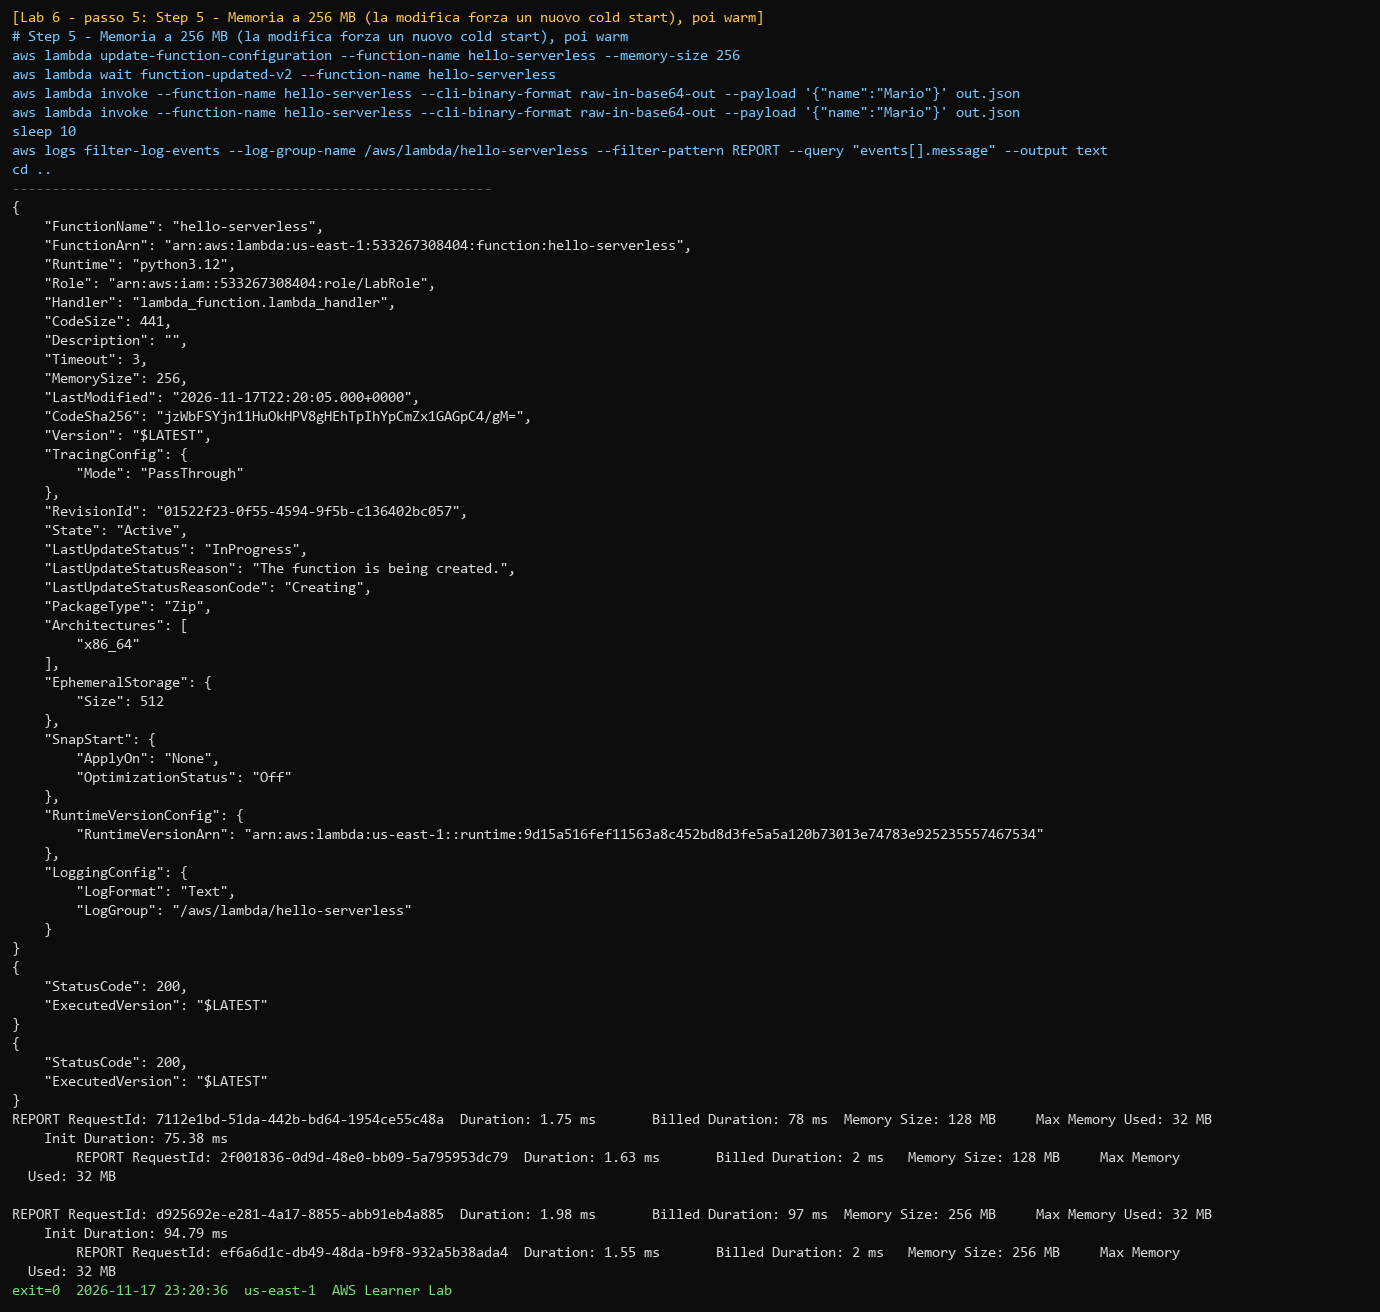 [Lab 6 - passo 5: Step 5 - Memoria a 256 MB (la modifica forza un nuovo cold start), poi warm]
# Step 5 - Memoria a 256 MB (la modifica forza un nuovo cold start), poi warm
aws lambda update-function-configuration --function-name hello-serverless --memory-size 256
aws lambda wait function-updated-v2 --function-name hello-serverless
aws lambda invoke --function-name hello-serverless --cli-binary-format raw-in-base64-out --payload '{"name":"Mario"}' out.json
aws lambda invoke --function-name hello-serverless --cli-binary-format raw-in-base64-out --payload '{"name":"Mario"}' out.json
sleep 10
aws logs filter-log-events --log-group-name /aws/lambda/hello-serverless --filter-pattern REPORT --query "events[].message" --output text
cd ..
------------------------------------------------------------
{
    "FunctionName": "hello-serverless",
    "FunctionArn": "arn:aws:lambda:us-east-1:533267308404:function:hello-serverless",
    "Runtime": "python3.12",
    "Role": "arn:aws:iam::533267308404:role/LabRole",
    "Handler": "lambda_function.lambda_handler",
    "CodeSize": 441,
    "Description": "",
    "Timeout": 3,
    "MemorySize": 256,
    "LastModified": "2026-11-17T22:20:05.000+0000",
    "CodeSha256": "jzWbFSYjn11HuOkHPV8gHEhTpIhYpCmZx1GAGpC4/gM=",
    "Version": "$LATEST",
    "TracingConfig": {
        "Mode": "PassThrough"
    },
    "RevisionId": "01522f23-0f55-4594-9f5b-c136402bc057",
    "State": "Active",
    "LastUpdateStatus": "InProgress",
    "LastUpdateStatusReason": "The function is being created.",
    "LastUpdateStatusReasonCode": "Creating",
    "PackageType": "Zip",
    "Architectures": [
        "x86_64"
    ],
    "EphemeralStorage": {
        "Size": 512
    },
    "SnapStart": {
        "ApplyOn": "None",
        "OptimizationStatus": "Off"
    },
    "RuntimeVersionConfig": {
        "RuntimeVersionArn": "arn:aws:lambda:us-east-1::runtime:9d15a516fef11563a8c452bd8d3fe5a5a120b73013e74783e925235557467534"
    },
    "LoggingConfig": {
        "LogFormat": "Text",
        "LogGroup": "/aws/lambda/hello-serverless"
    }
}
{
    "StatusCode": 200,
    "ExecutedVersion": "$LATEST"
}
{
    "StatusCode": 200,
    "ExecutedVersion": "$LATEST"
}
REPORT RequestId: 7112e1bd-51da-442b-bd64-1954ce55c48a  Duration: 1.75 ms       Billed Duration: 78 ms  Memory Size: 128 MB     Max Memory Used: 32 MB
    Init Duration: 75.38 ms
        REPORT RequestId: 2f001836-0d9d-48e0-bb09-5a795953dc79  Duration: 1.63 ms       Billed Duration: 2 ms   Memory Size: 128 MB     Max Memory
  Used: 32 MB

REPORT RequestId: d925692e-e281-4a17-8855-abb91eb4a885  Duration: 1.98 ms       Billed Duration: 97 ms  Memory Size: 256 MB     Max Memory Used: 32 MB
    Init Duration: 94.79 ms
        REPORT RequestId: ef6a6d1c-db49-48da-b9f8-932a5b38ada4  Duration: 1.55 ms       Billed Duration: 2 ms   Memory Size: 256 MB     Max Memory
  Used: 32 MB
exit=0  2026-11-17 23:20:36  us-east-1  AWS Learner Lab